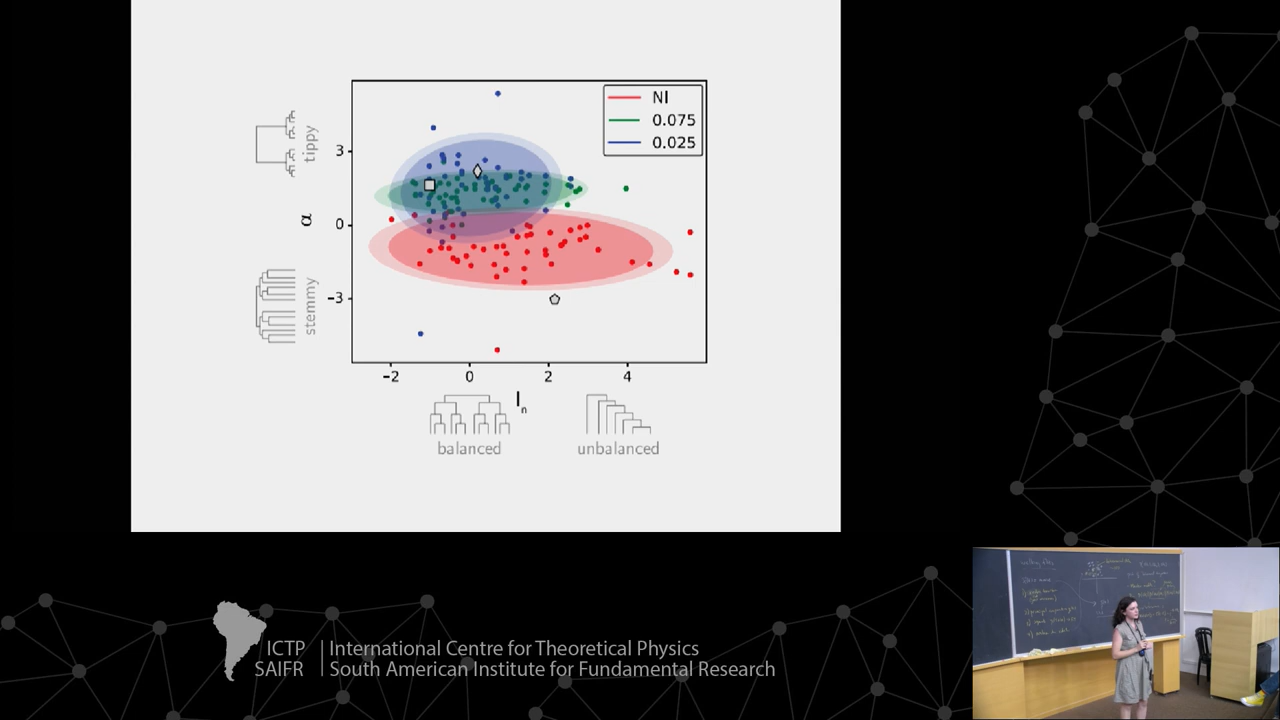 NI
0.075
0.025
tippy
3
α
0
stemmy
−3
−2
0
2
4
In
balanced
unbalanced
ICTP
SAIFR
International Centre for Theoretical Physics
South American Institute for Fundamental Research